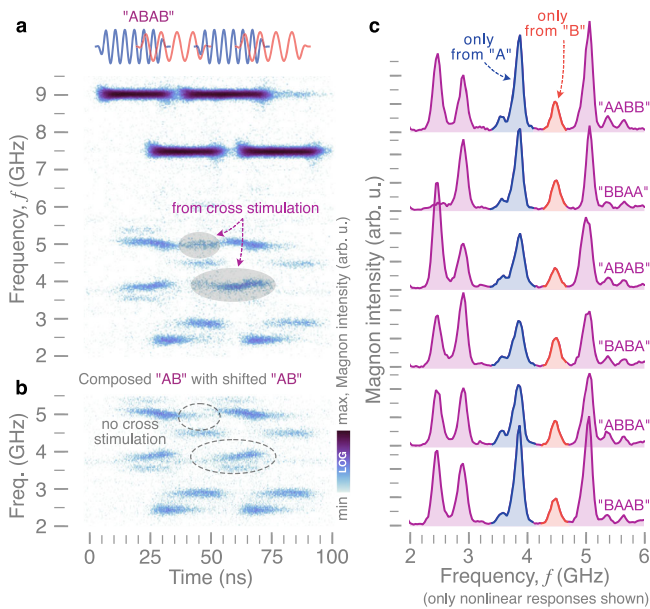 a
"ABAB"
9
8
7
6
5
4
3
2
Frequency, f (GHz)
from cross stimulation
max, Magnon intensity (arb. u.)
LOG
min
b
Composed "AB" with shifted "AB"
no cross
stimulation
5
4
3
2
Freq. (GHz)
0
25
50
75
100
Time (ns)
c
only
from "A"
only
from "B"
"AABB"
"BBAA"
"ABAB"
"BABA"
"ABBA"
"BAAB"
Magnon intensity (arb. u.)
2
3
4
5
6
Frequency, f (GHz)
(only nonlinear responses shown)